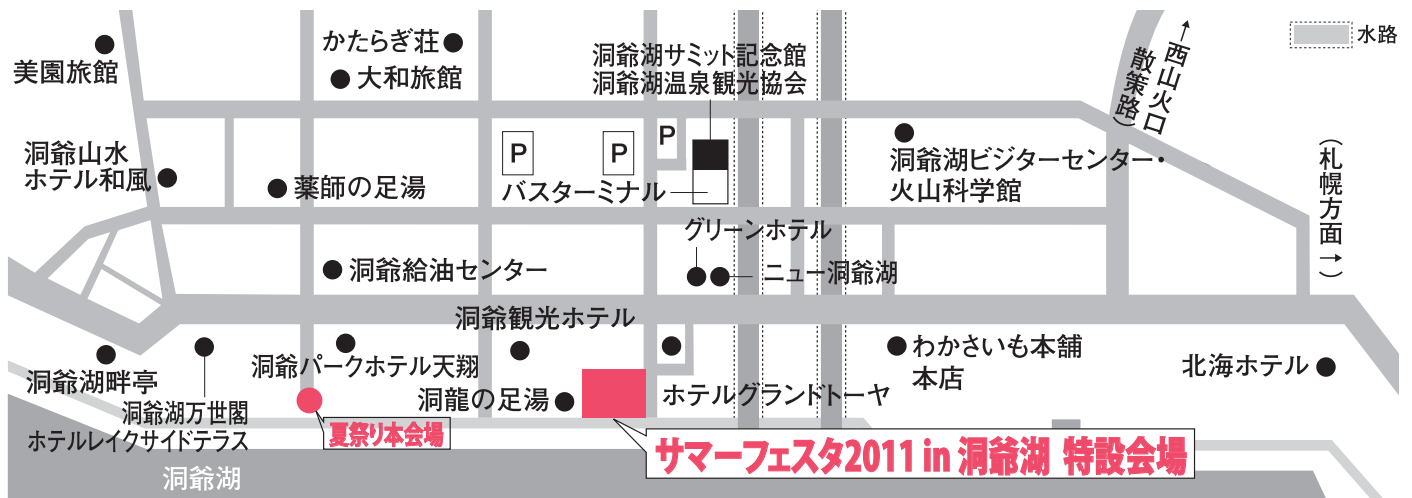 水路
かたらぎ荘
美園旅館
大和旅館
洞爺湖サミット記念館
洞爺湖温泉観光協会
←西山火口
散策路)
P
P
P
洞爺山水
ホテル和風
薬師の足湯
バスターミナル
洞爺湖ビジターセンター・
火山科学館
(札幌方面→)
グリーンホテル
洞爺給油センター
ニュー洞爺湖
洞爺観光ホテル
わかさいも本舗
本店
洞爺湖畔亭
洞爺パークホテル天翔
北海ホテル
洞爺湖万世閣
ホテルレイクサイドテラス
洞龍の足湯
ホテルグランドトーヤ
夏祭り本会場
サマーフェスタ2011 in 洞爺湖 特設会場
洞爺湖